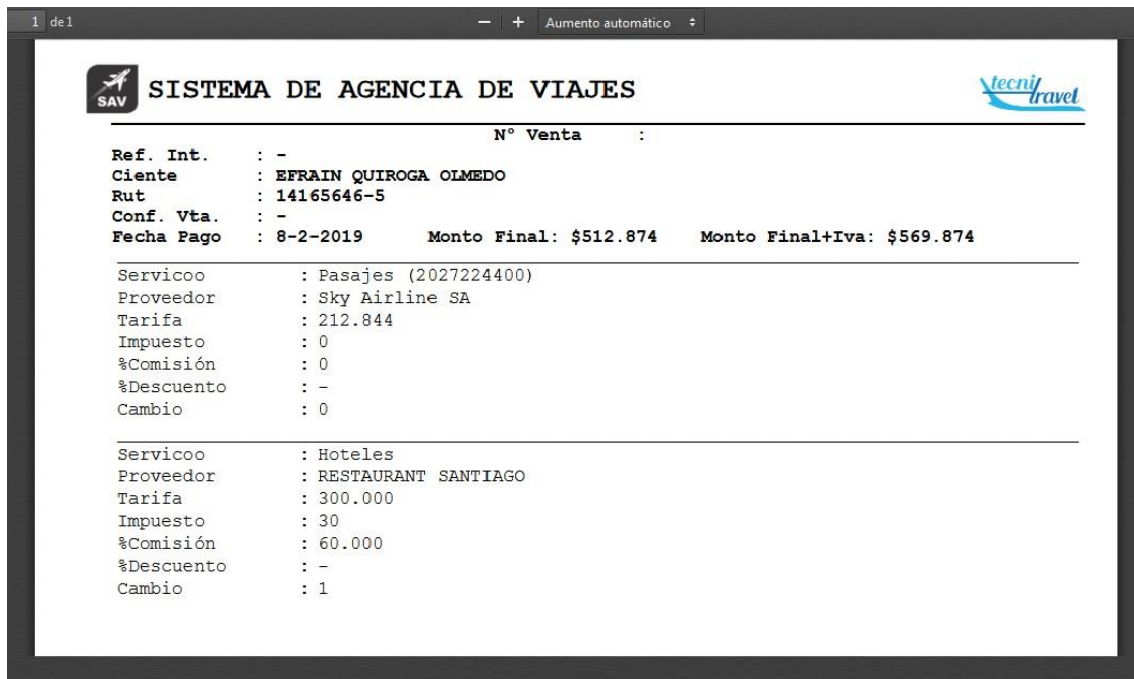 1 de 1 − + Aumento automático
SAV SISTEMA DE AGENCIA DE VIAJES tecni travel
Nº Venta :
Ref. Int. : -
Ciente : EFRAIN QUIROGA OLMEDO
Rut : 14165646-5
Conf. Vta. : -
Fecha Pago : 8-2-2019 Monto Final: $512.874 Monto Final+Iva: $569.874
Servicoo : Pasajes (2027224400)
Proveedor : Sky Airline SA
Tarifa : 212.844
Impuesto : 0
%Comisión : 0
%Descuento : -
Cambio : 0
Servicoo : Hoteles
Proveedor : RESTAURANT SANTIAGO
Tarifa : 300.000
Impuesto : 30
%Comisión : 60.000
%Descuento : -
Cambio : 1